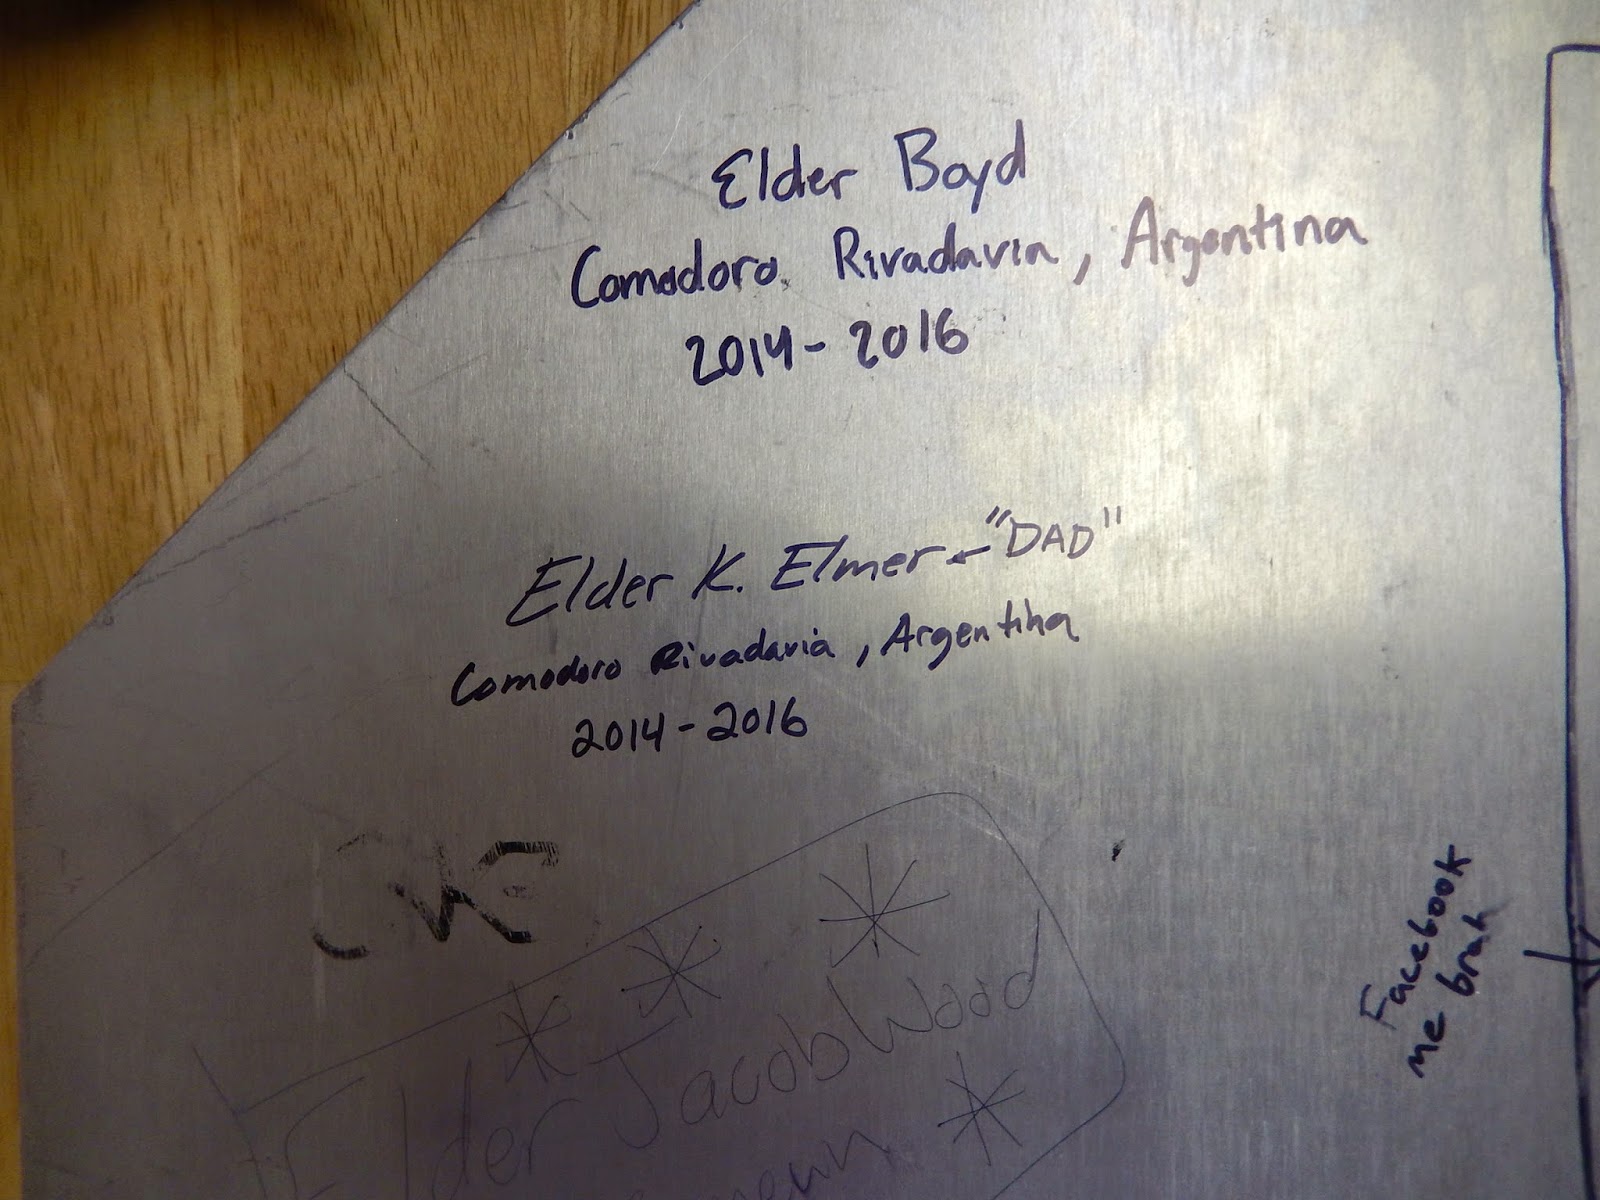 Elder Boyd
Comodoro Rivadavia, Argentina
2014-2016
Elder K. Elmer ← "DAD"
Comodoro Rivadavia, Argentina
2014-2016
Elder Jacob Wood
Facebook
me brah